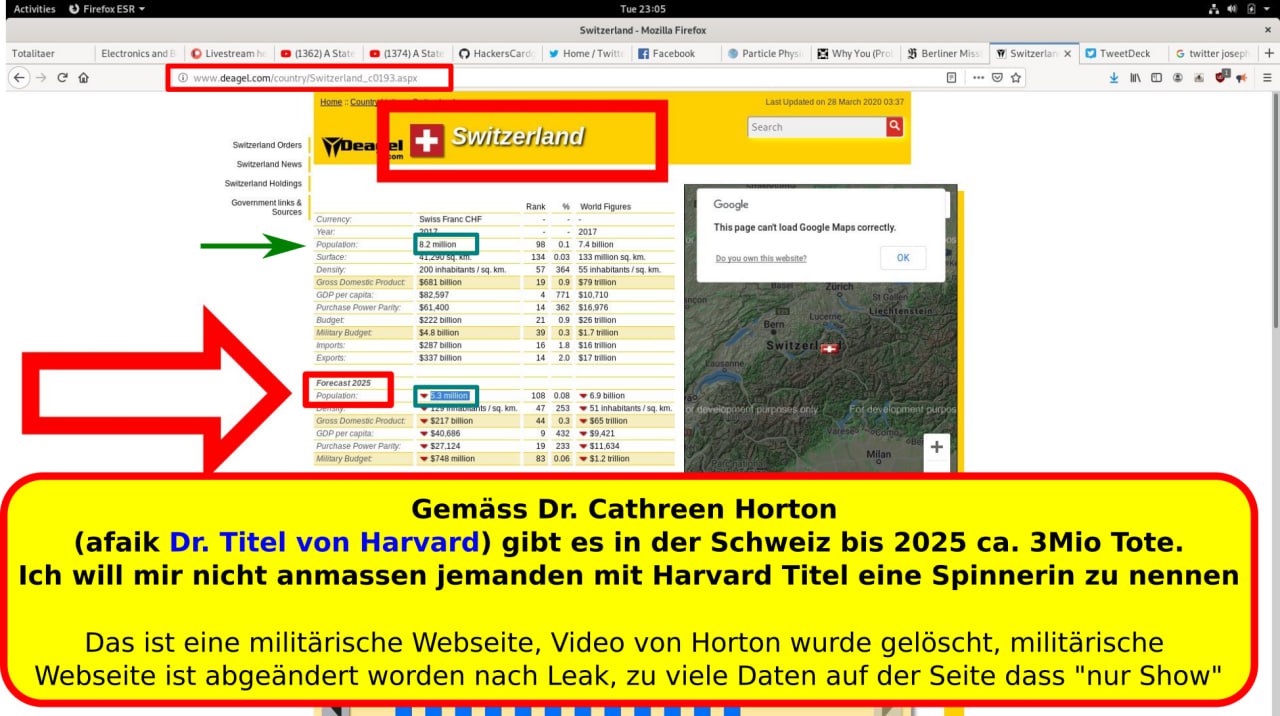 Activities Firefox ESR Tue 23:05
Switzerland - Mozilla Firefox
Totalitaer Electronics and Livestream (1362) A State (1374) A State HackersCard Home / Twitte Facebook Particle Physi Why You (Pro Berliner Miss Switzerlan TweetDeck twitter joseph
www.deagel.com/country/Switzerland_c0193.aspx 293
Home :: Country
Last Updated on 28 March 2020 03:37
Switzerland
Search
Switzerland Orders
Switzerland News
Switzerland Holdings
Government links &
Sources
Rank % World Figures
Currency: Swiss Franc CHF - - -
Year: 2017 - - 2017
Population: 8.2 million 98 0.1 7.4 billion
Surface: 41,290 sq. km. 134 0.03 133 million sq. km.
Density: 200 inhabitants / sq. km. 57 364 55 inhabitants / sq. km.
Gross Domestic Product: $681 billion 19 0.9 $79 trillion
GDP per capita: $82,597 4 771 $10,710
Purchase Power Parity: $61,400 14 362 $16,976
Budget: $222 billion 21 0.9 $26 trillion
Military Budget: $4.8 billion 39 0.3 $1.7 trillion
Imports: $287 billion 16 1.8 $16 trillion
Exports: $337 billion 14 2.0 $17 trillion
Forecast 2025
Population: 5.3 million 108 0.08 6.9 billion
Density: 129 inhabitants / sq. km. 47 253 51 inhabitants / sq. km.
Gross Domestic Product: $217 billion 44 0.3 $65 trillion
GDP per capita: $40,686 9 432 $9,421
Purchase Power Parity: $27,124 19 233 $11,634
Military Budget: $748 million 83 0.06 $1.2 trillion
Google
This page can't load Google Maps correctly.
Do you own this website? OK
Basel Zürich
St Gallen
Liechtenstein
Lucerne
Bern
Switzerl
Lausanne
r development purposes only For development purpos
Varese Como
Milan
Gemäss Dr. Cathreen Horton
(afaik Dr. Titel von Harvard) gibt es in der Schweiz bis 2025 ca. 3Mio Tote.
Ich will mir nicht anmassen jemanden mit Harvard Titel eine Spinnerin zu nennen
Das ist eine militärische Webseite, Video von Horton wurde gelöscht, militärische
Webseite ist abgeändert worden nach Leak, zu viele Daten auf der Seite dass "nur Show"